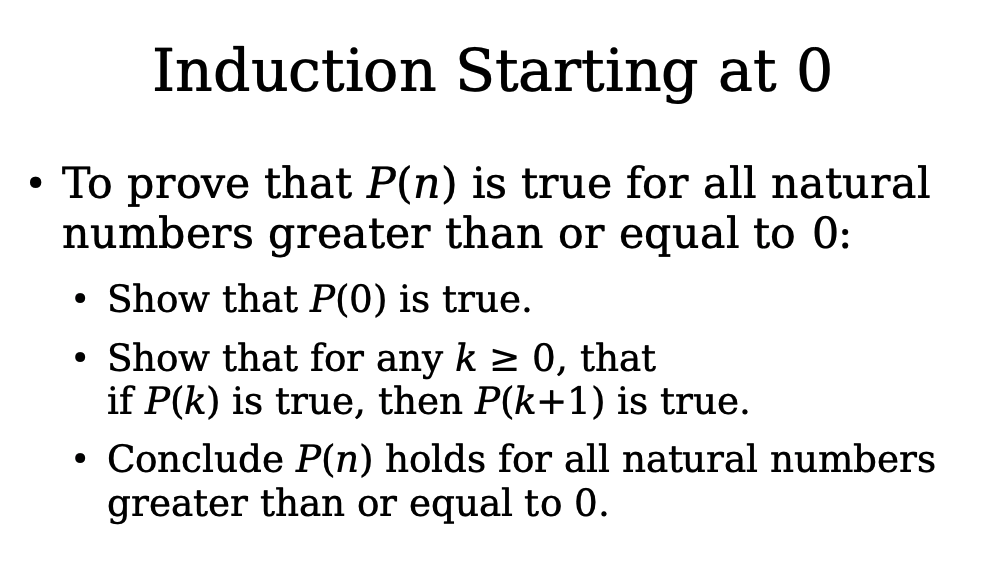 Induction Starting at 0
• To prove that P(n) is true for all natural
numbers greater than or equal to 0:
• Show that P(0) is true.
• Show that for any k ≥ 0, that
if P(k) is true, then P(k+1) is true.
• Conclude P(n) holds for all natural numbers
greater than or equal to 0.